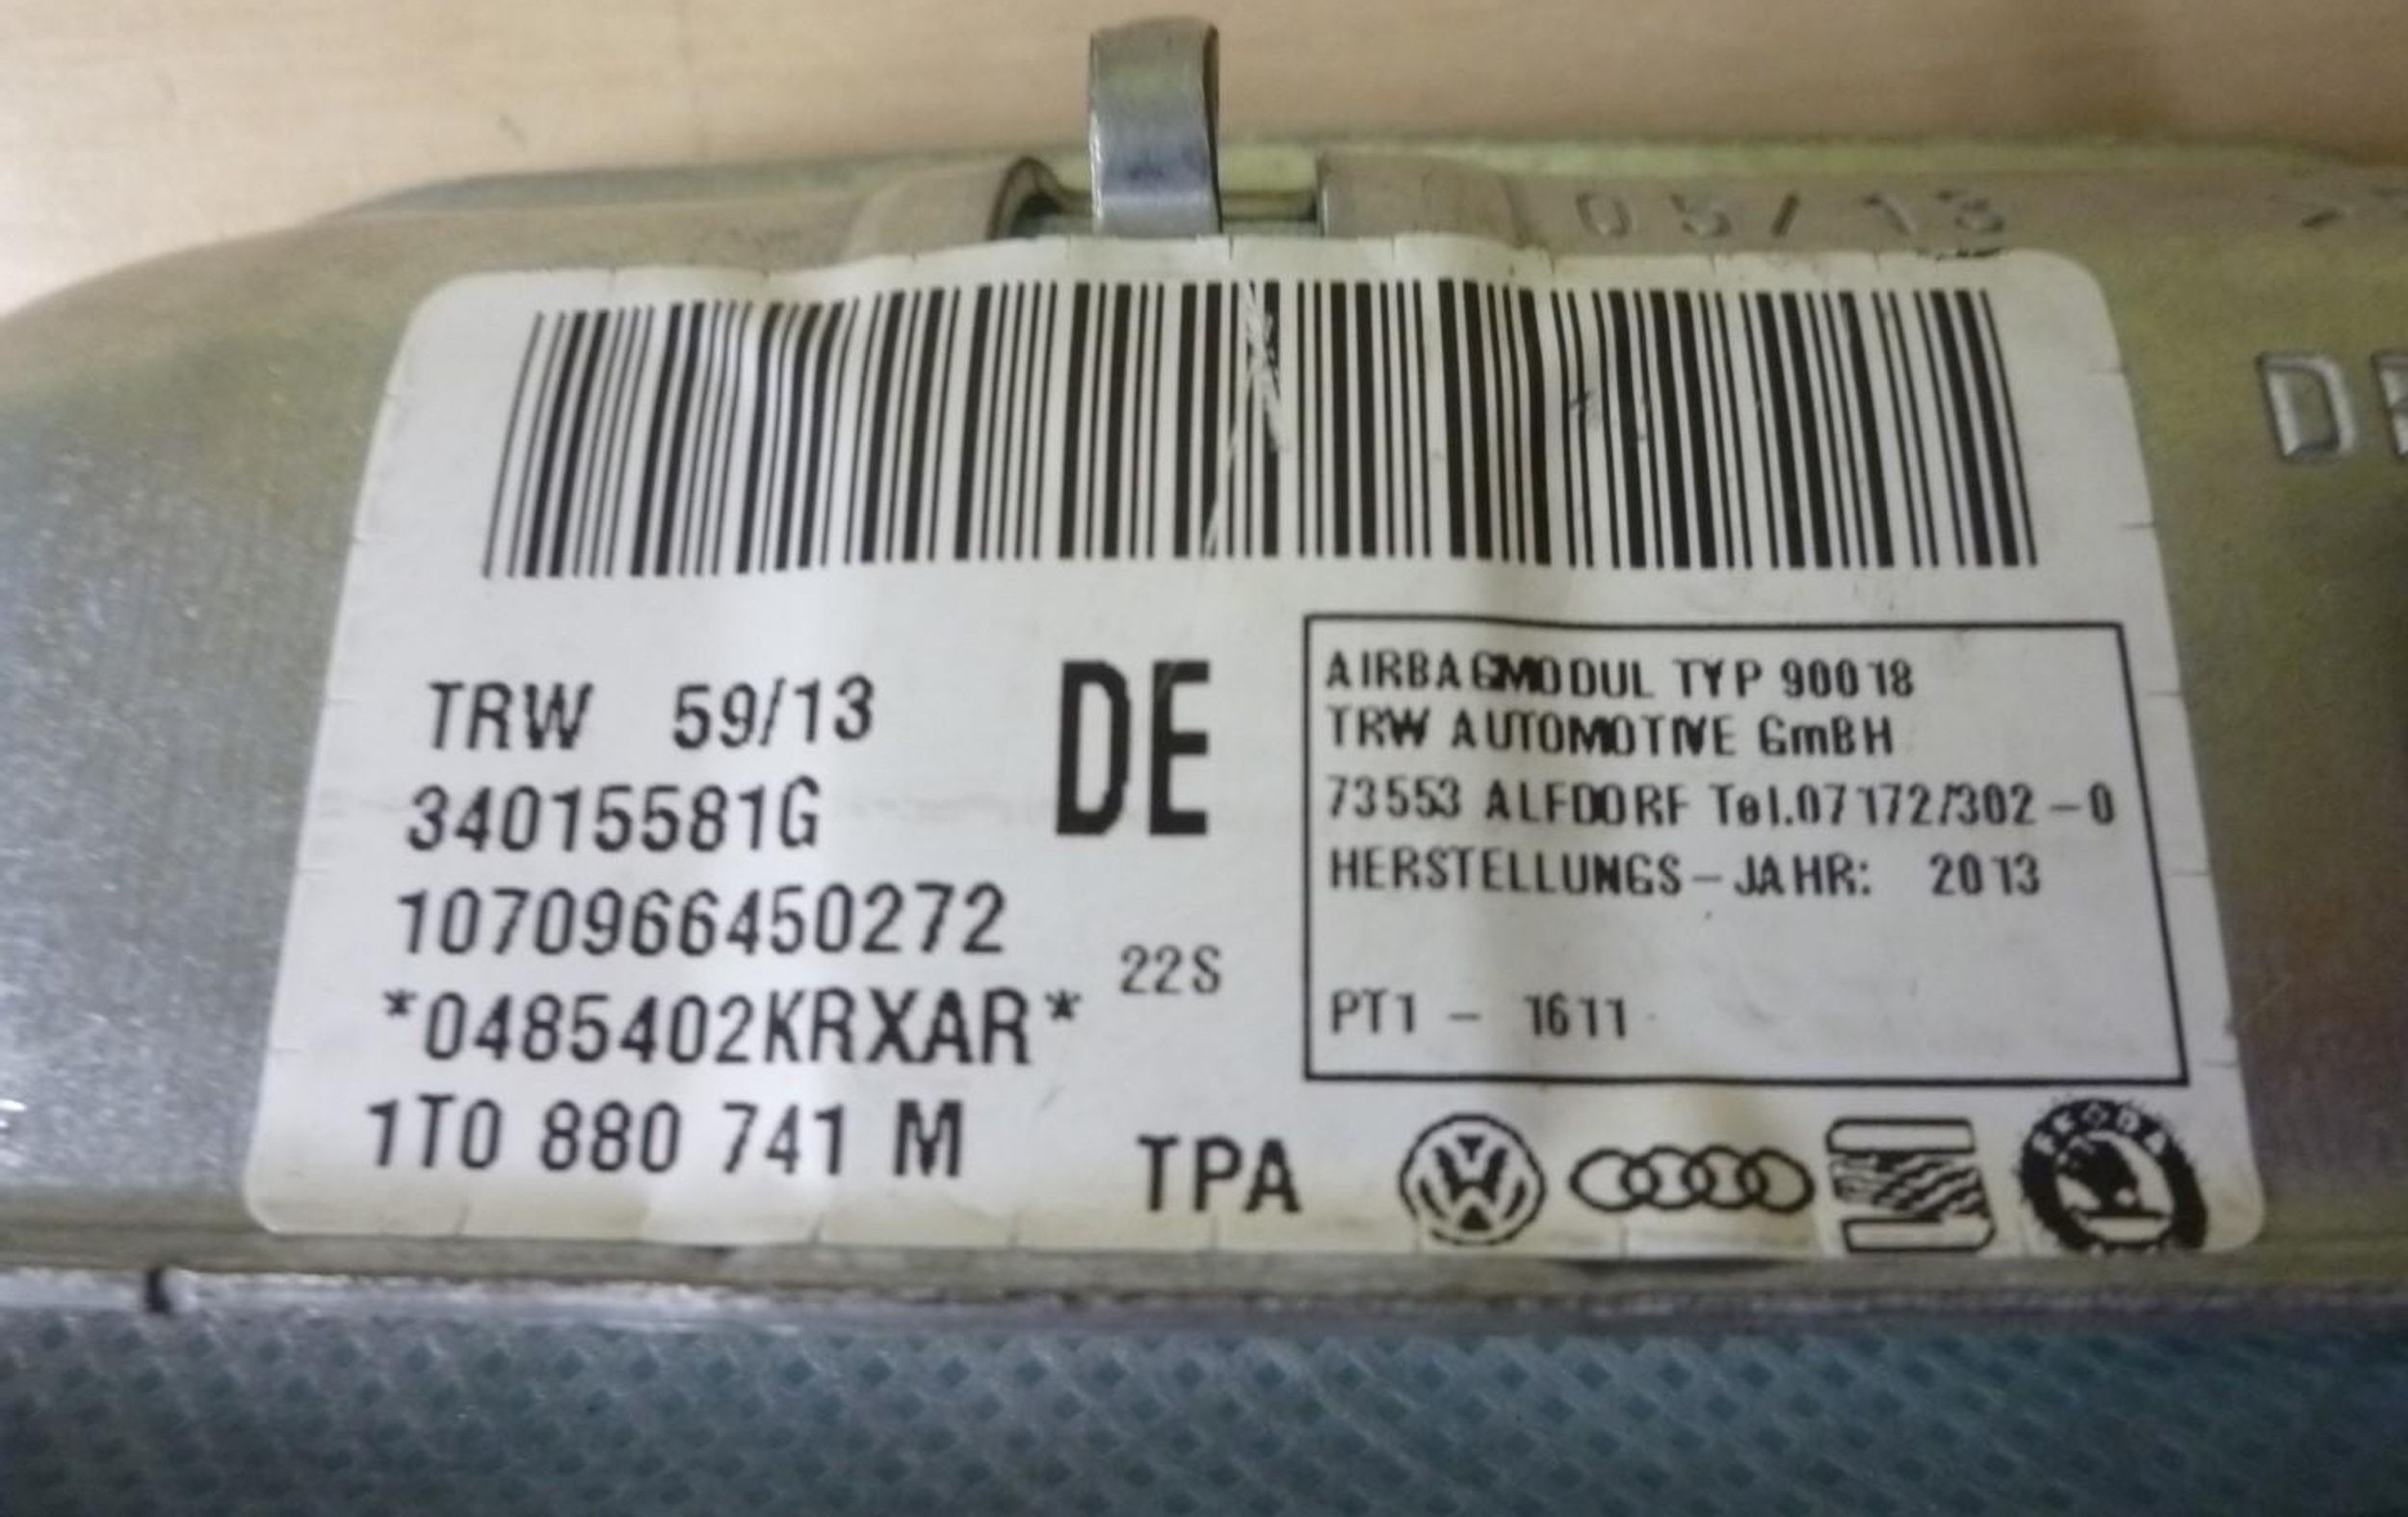 05/13
TRW 59/13
34015581G
1070966450272
*0485402KRXAR*
1T0 880 741 M
DE
22S
TPA
AIRBAGMODUL TYP 90018
TRW AUTOMOTIVE GmBH
73553 ALFDORF Tel.07172/302-0
HERSTELLUNGS-JAHR: 2013
PT1 - 1611
SKODA